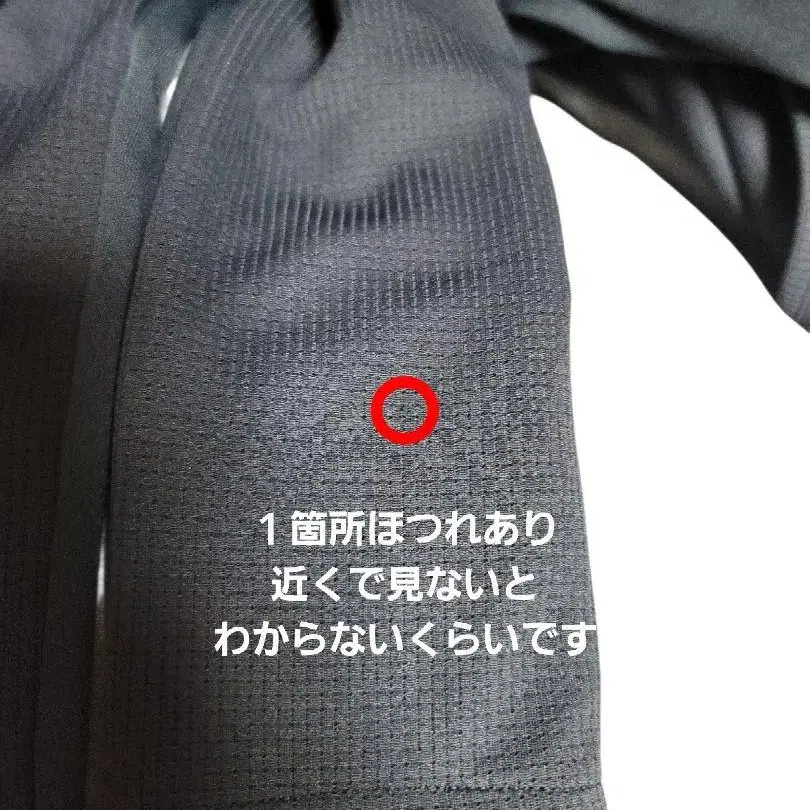 １箇所ほつれあり
近くで見ないと
わからないくらいです